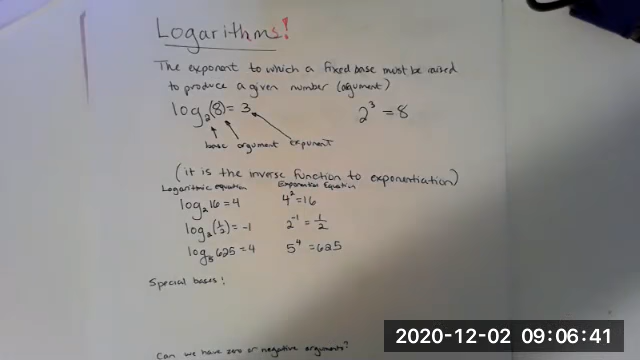 Logarithms!
The exponent to which a fixed base must be raised
to produce a given number (argument)
log₂(8) = 3 2³ = 8
base argument exponent
(it is the inverse function to exponentiation)
Logarithmic equation Exponential Equation
log₂ 16 = 4 4² = 16
log₂(½) = -1 2⁻¹ = ½
log₅ 625 = 4 5⁴ = 625
Special bases:
Can we have zero or negative arguments?
2020-12-02 09:06:41